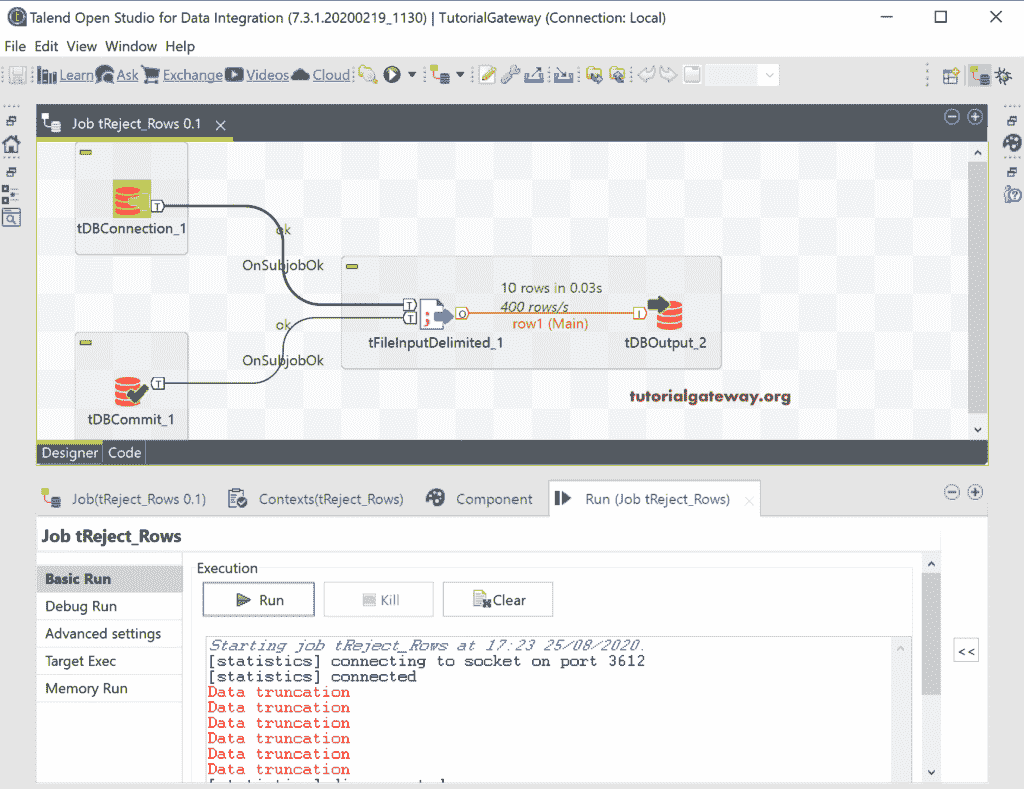 Talend Open Studio for Data Integration (7.3.1.20200219_1130) | TutorialGateway (Connection: Local)
File Edit View Window Help
Learn Ask Exchange Videos Cloud
Job tReject_Rows 0.1
tDBConnection_1
ok
OnSubjobOk
10 rows in 0.03s
400 rows/s
row1 (Main)
tFileInputDelimited_1
tDBOutput_2
ok
OnSubjobOk
tDBCommit_1
tutorialgateway.org
Designer Code
Job(tReject_Rows 0.1) Contexts(tReject_Rows) Component Run (Job tReject_Rows)
Job tReject_Rows
Basic Run
Debug Run
Advanced settings
Target Exec
Memory Run
Execution
Run Kill Clear
<<
Starting job tReject_Rows at 17:23 25/08/2020.
[statistics] connecting to socket on port 3612
[statistics] connected
Data truncation
Data truncation
Data truncation
Data truncation
Data truncation
Data truncation